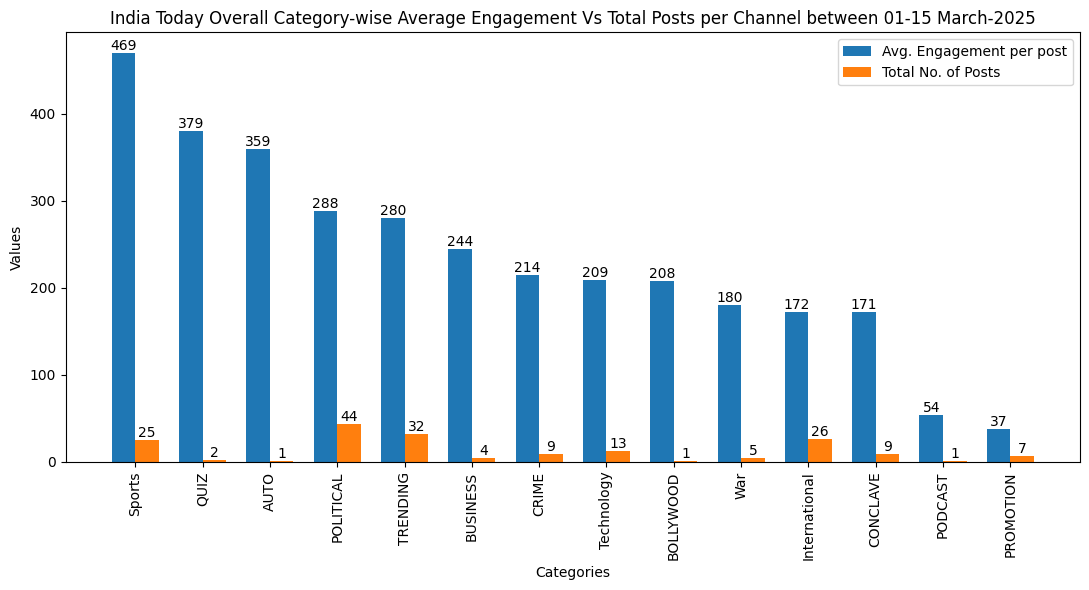 India Today Overall Category-wise Average Engagement Vs Total Posts per Channel between 01-15 March-2025
Avg. Engagement per post
Total No. of Posts
Values
400
300
200
100
0
469
25
379
2
359
1
288
44
280
32
244
4
214
9
209
13
208
1
180
5
172
26
171
9
54
1
37
7
Sports
QUIZ
AUTO
POLITICAL
TRENDING
BUSINESS
CRIME
Technology
BOLLYWOOD
War
International
CONCLAVE
PODCAST
PROMOTION
Categories